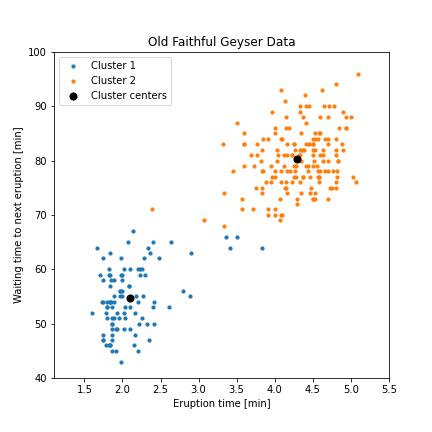 Old Faithful Geyser Data
Cluster 1
Cluster 2
Cluster centers
Waiting time to next eruption [min]
100
90
80
70
60
50
40
1.5 2.0 2.5 3.0 3.5 4.0 4.5 5.0 5.5
Eruption time [min]